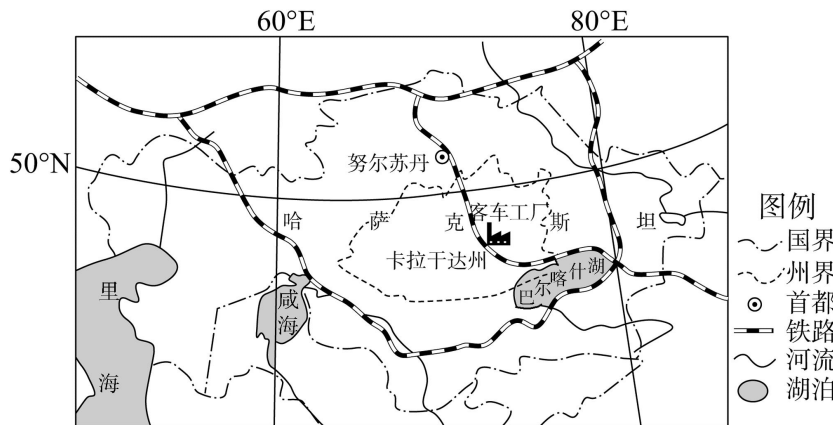 60°E
80°E
50°N
努尔苏丹
哈萨克斯坦
客车工厂
卡拉干达州
巴尔喀什湖
咸海
里海
图例
国界
州界
首都
铁路
河流
湖泊